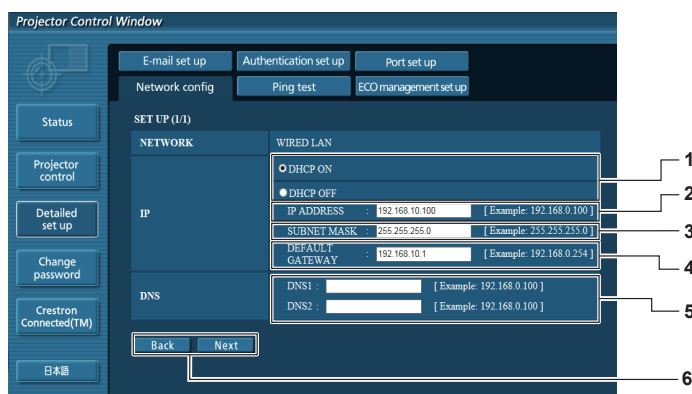 Projector Control Window
E-mail set up
Authentication set up
Port set up
Network config
Ping test
ECO management set up
Status
Projector
control
Detailed
set up
Change
password
Crestron
Connected(TM)
日本語
SET UP (1/1)
NETWORK
WIRED LAN
IP
DHCP ON
DHCP OFF
IP ADDRESS : 192.168.10.100 [ Example: 192.168.0.100 ]
SUBNET MASK : 255.255.255.0 [ Example: 255.255.255.0 ]
DEFAULT
GATEWAY : 192.168.10.1 [ Example: 192.168.0.254 ]
DNS
DNS1 : [ Example: 192.168.0.100 ]
DNS2 : [ Example: 192.168.0.100 ]
Back Next
1
2
3
4
5
6